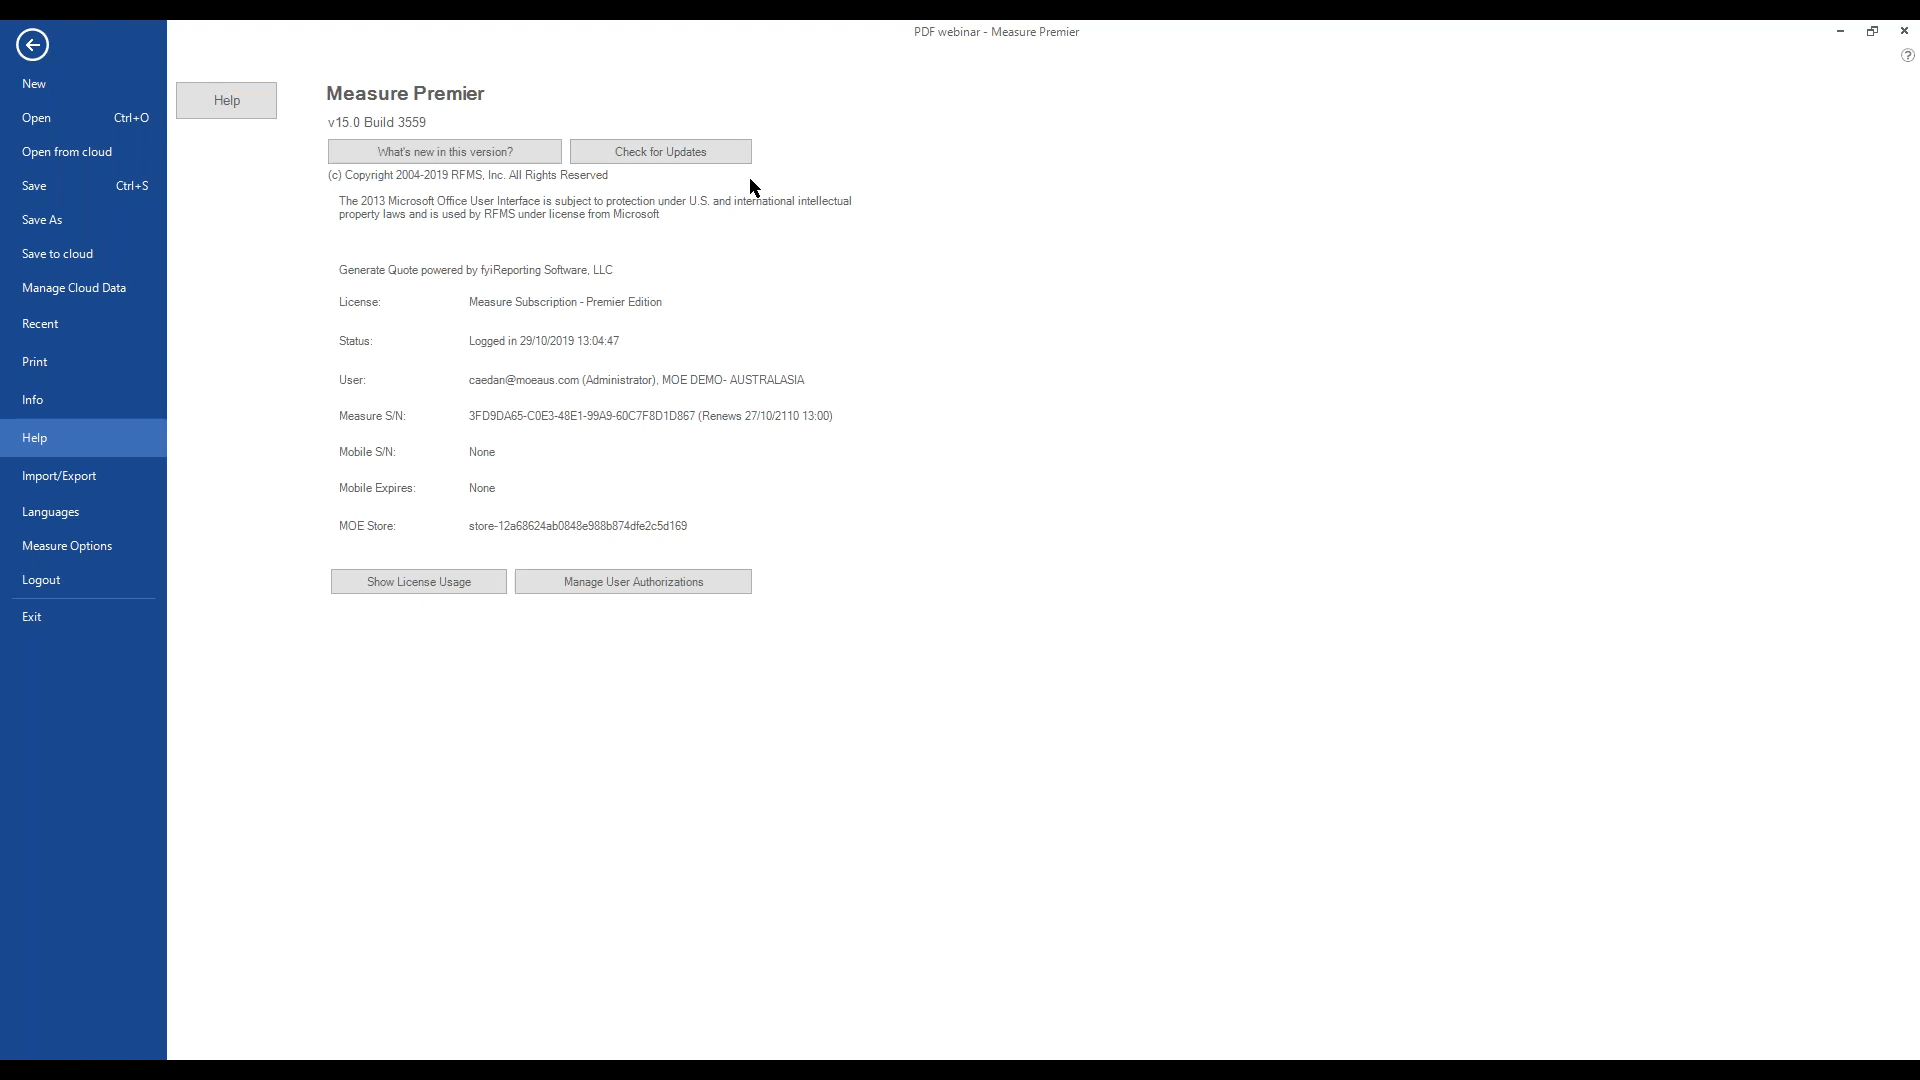 PDF webinar - Measure Premier
New
Open Ctrl+O
Open from cloud
Save Ctrl+S
Save As
Save to cloud
Manage Cloud Data
Recent
Print
Info
Help
Import/Export
Languages
Measure Options
Logout
Exit
Help
Measure Premier
v15.0 Build 3559
What's new in this version? Check for Updates
(c) Copyright 2004-2019 RFMS, Inc. All Rights Reserved
The 2013 Microsoft Office User Interface is subject to protection under U.S. and international intellectual
property laws and is used by RFMS under license from Microsoft
Generate Quote powered by fyiReporting Software, LLC
License: Measure Subscription - Premier Edition
Status: Logged in 29/10/2019 13:04:47
User: caedan@moeaus.com (Administrator), MOE DEMO- AUSTRALASIA
Measure S/N: 3FD9DA65-C0E3-48E1-99A9-60C7F8D1D867 (Renews 27/10/2110 13:00)
Mobile S/N: None
Mobile Expires: None
MOE Store: store-12a68624ab0848e988b874dfe2c5d169
Show License Usage Manage User Authorizations